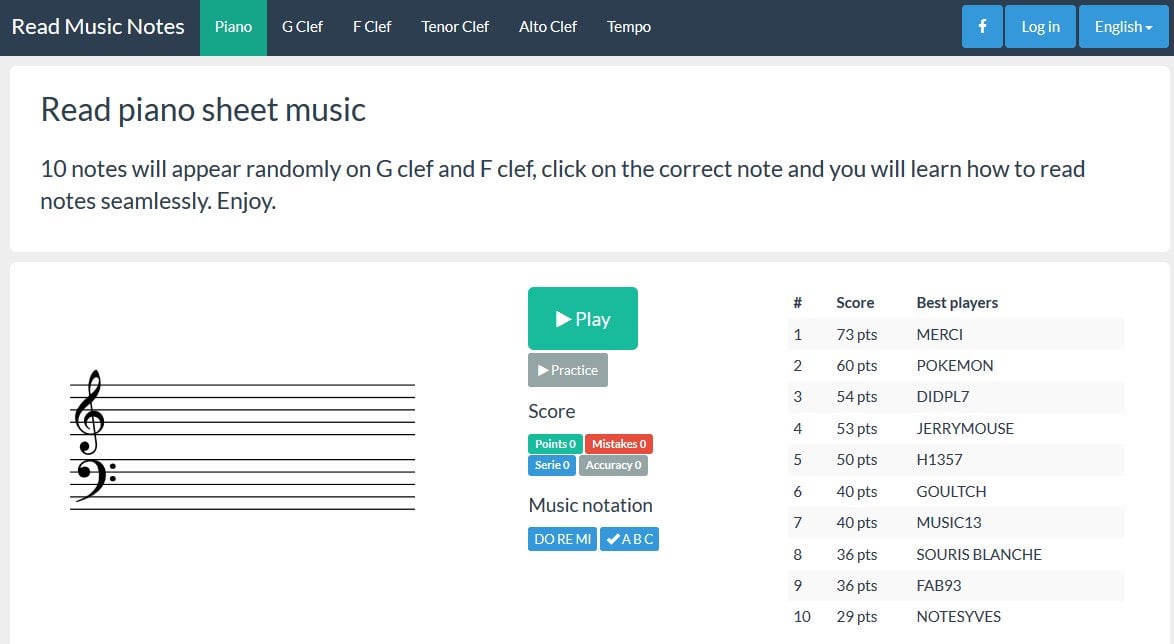 Read Music Notes Piano G Clef F Clef Tenor Clef Alto Clef Tempo f Log in English
Read piano sheet music
10 notes will appear randomly on G clef and F clef, click on the correct note and you will learn how to read
notes seamlessly. Enjoy.
Play
Practice
Score
Points 0 Mistakes 0
Serie 0 Accuracy 0
Music notation
DO RE MI A B C
# Score Best players
1 73 pts MERCI
2 60 pts POKEMON
3 54 pts DIDPL7
4 53 pts JERRYMOUSE
5 50 pts H1357
6 40 pts GOULTCH
7 40 pts MUSIC13
8 36 pts SOURIS BLANCHE
9 36 pts FAB93
10 29 pts NOTESYVES